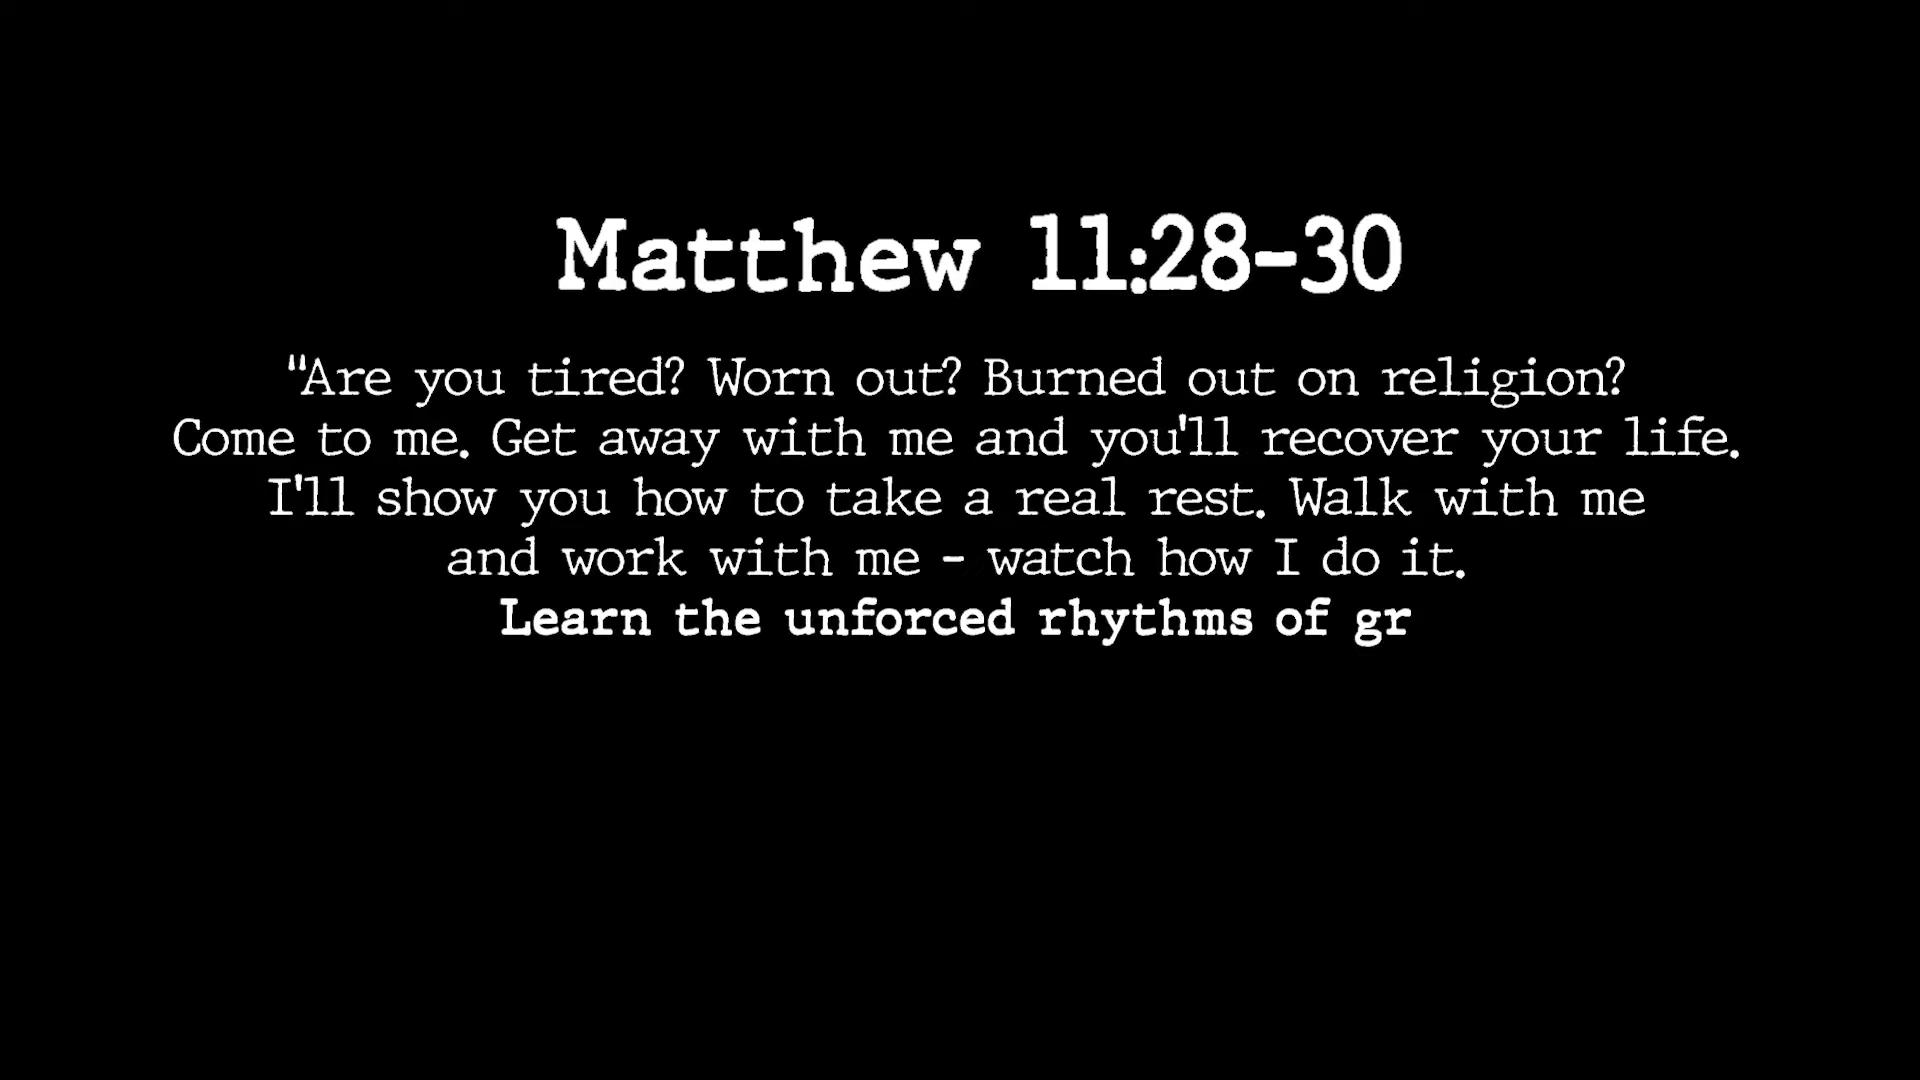 Matthew 11:28-30
"Are you tired? Worn out? Burned out on religion?
Come to me. Get away with me and you'll recover your life.
I'll show you how to take a real rest. Walk with me
and work with me - watch how I do it.
Learn the unforced rhythms of gr